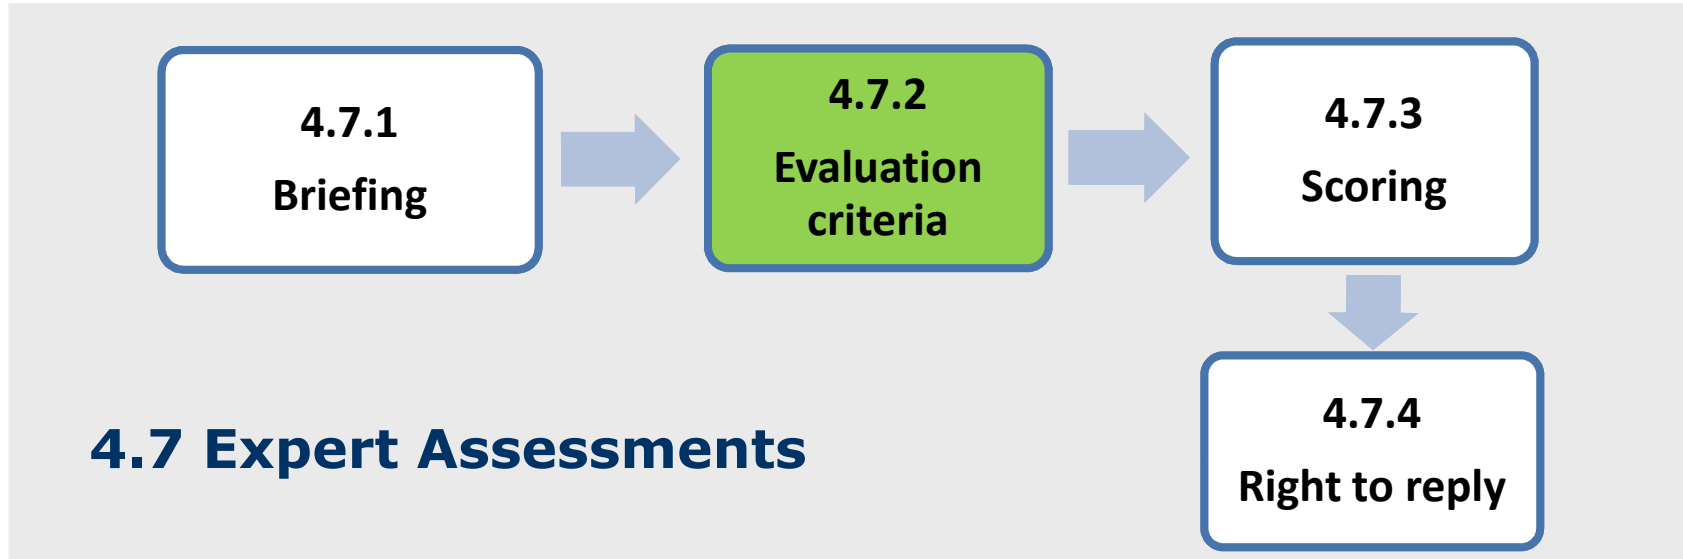 4.7.1
Briefing
4.7.2
Evaluation
criteria
4.7.3
Scoring
4.7.4
Right to reply
4.7 Expert Assessments